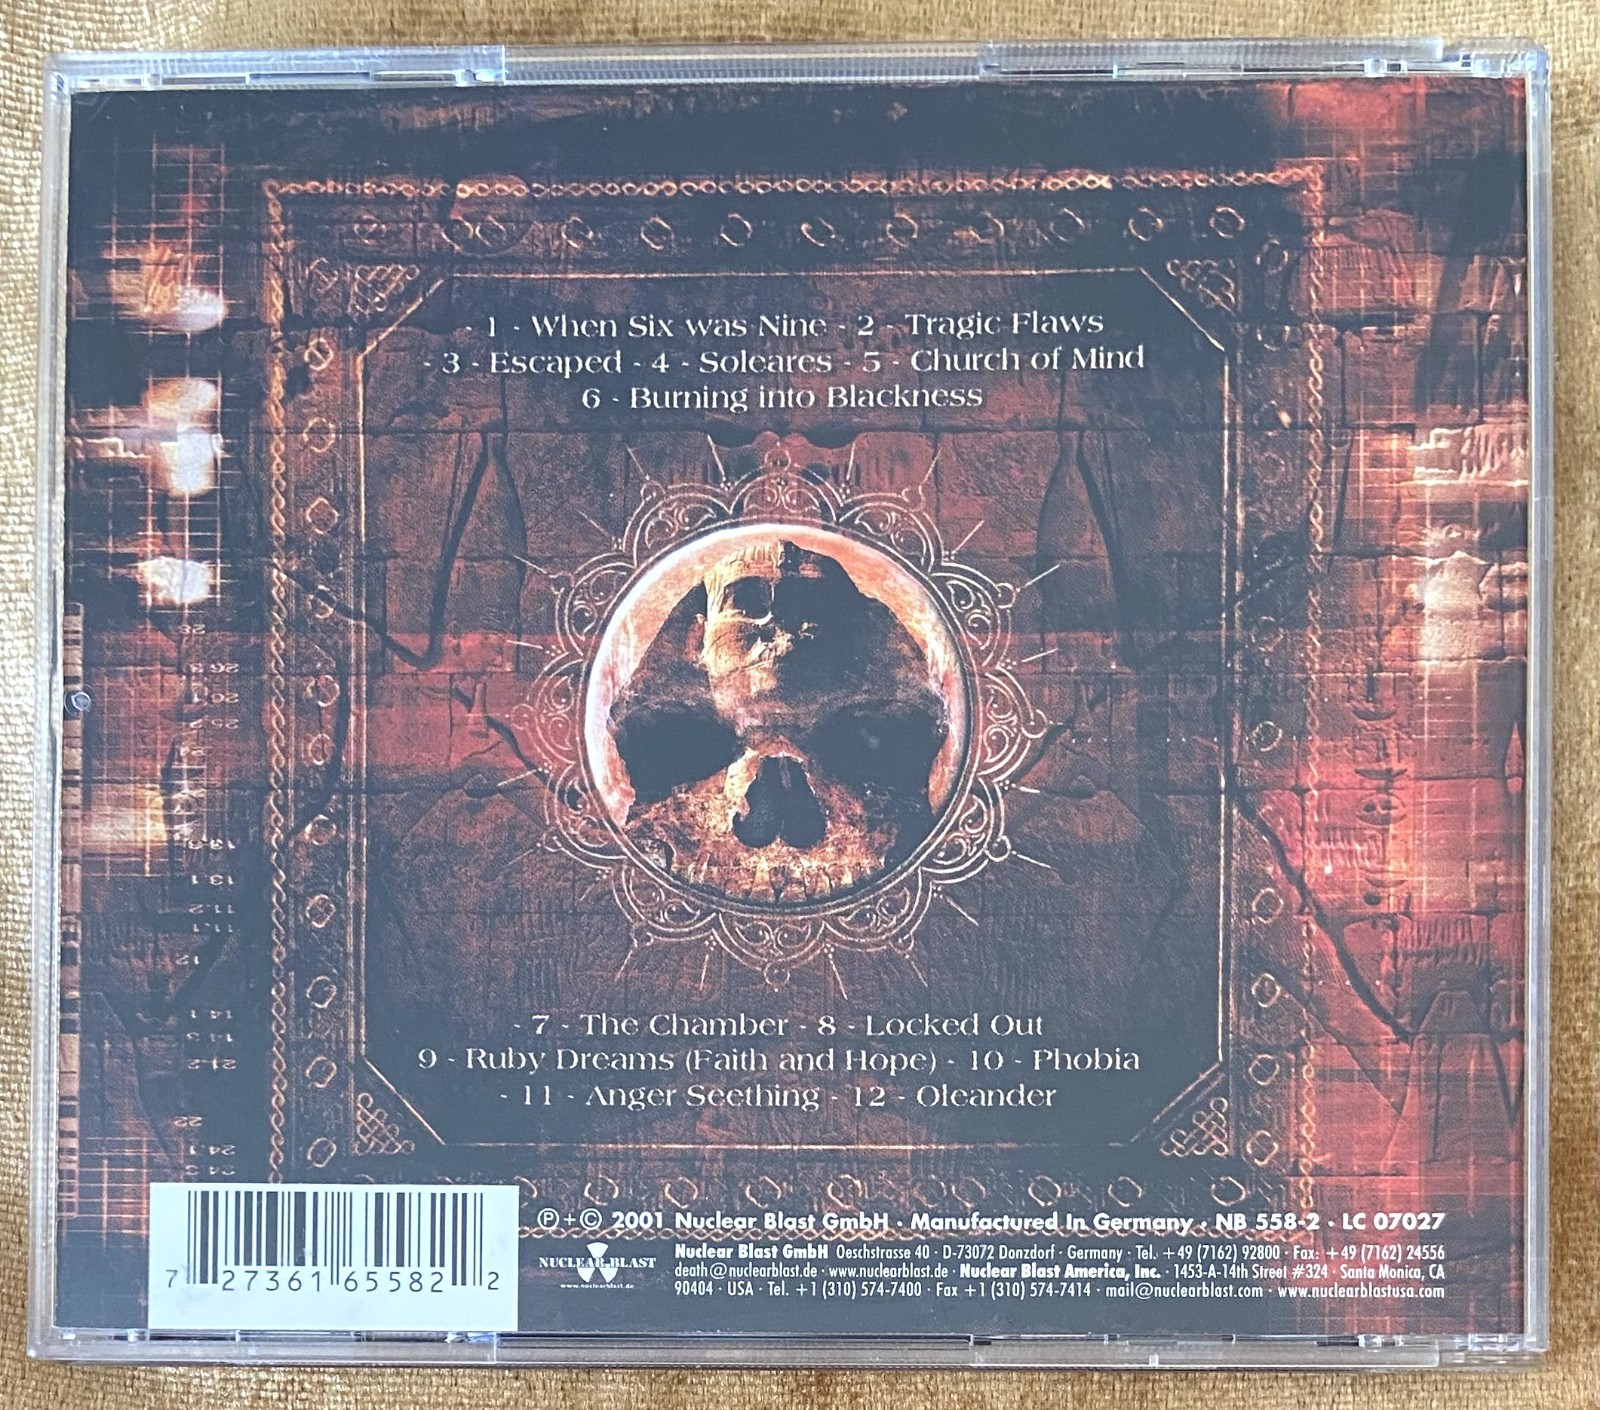 - 1 - When Six was Nine - 2 - Tragic Flaws
- 3 - Escaped - 4 - Soleares - 5 - Church of Mind
6 - Burning into Blackness
- 7 - The Chamber - 8 - Locked Out
9 - Ruby Dreams (Faith and Hope) - 10 - Phobia
- 11 - Anger Seething - 12 - Oleander
Ⓟ+© 2001 Nuclear Blast GmbH · Manufactured In Germany · NB 558-2 · LC 07027
NUCLEAR BLAST
www.nuclearblast.de
Nuclear Blast GmbH Oeschstrasse 40 · D-73072 Donzdorf · Germany · Tel. +49 (7162) 92800 · Fax: +49 (7162) 24556
death@nuclearblast.de · www.nuclearblast.de · Nuclear Blast America, Inc. · 1453-A-14th Street #324 · Santa Monica, CA
90404 · USA · Tel. +1 (310) 574-7400 · Fax +1 (310) 574-7414 · mail@nuclearblast.com · www.nuclearblastusa.com
7 27361 65582 2